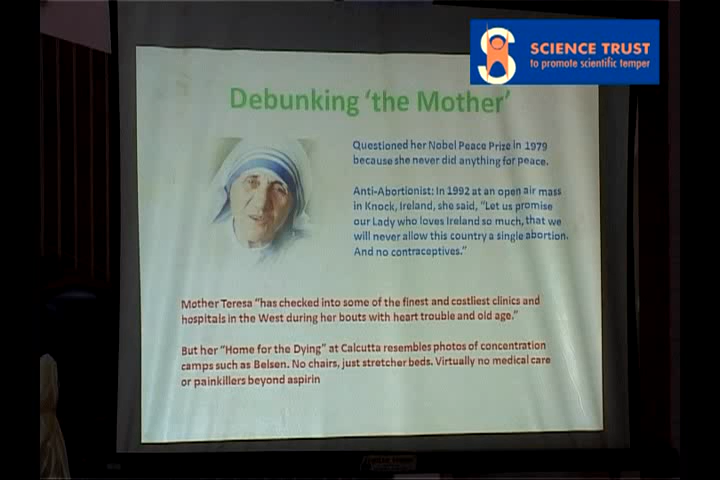 SCIENCE TRUST
to promote scientific temper
Debunking 'the Mother'
Questioned her Nobel Peace Prize in 1979
because she never did anything for peace.
Anti-Abortionist: In 1992 at an open air mass
in Knock, Ireland, she said, "Let us promise
our Lady who loves Ireland so much, that we
will never allow this country a single abortion.
And no contraceptives."
Mother Teresa "has checked into some of the finest and costliest clinics and
hospitals in the West during her bouts with heart trouble and old age."
But her "Home for the Dying" at Calcutta resembles photos of concentration
camps such as Belsen. No chairs, just stretcher beds. Virtually no medical care
or painkillers beyond aspirin